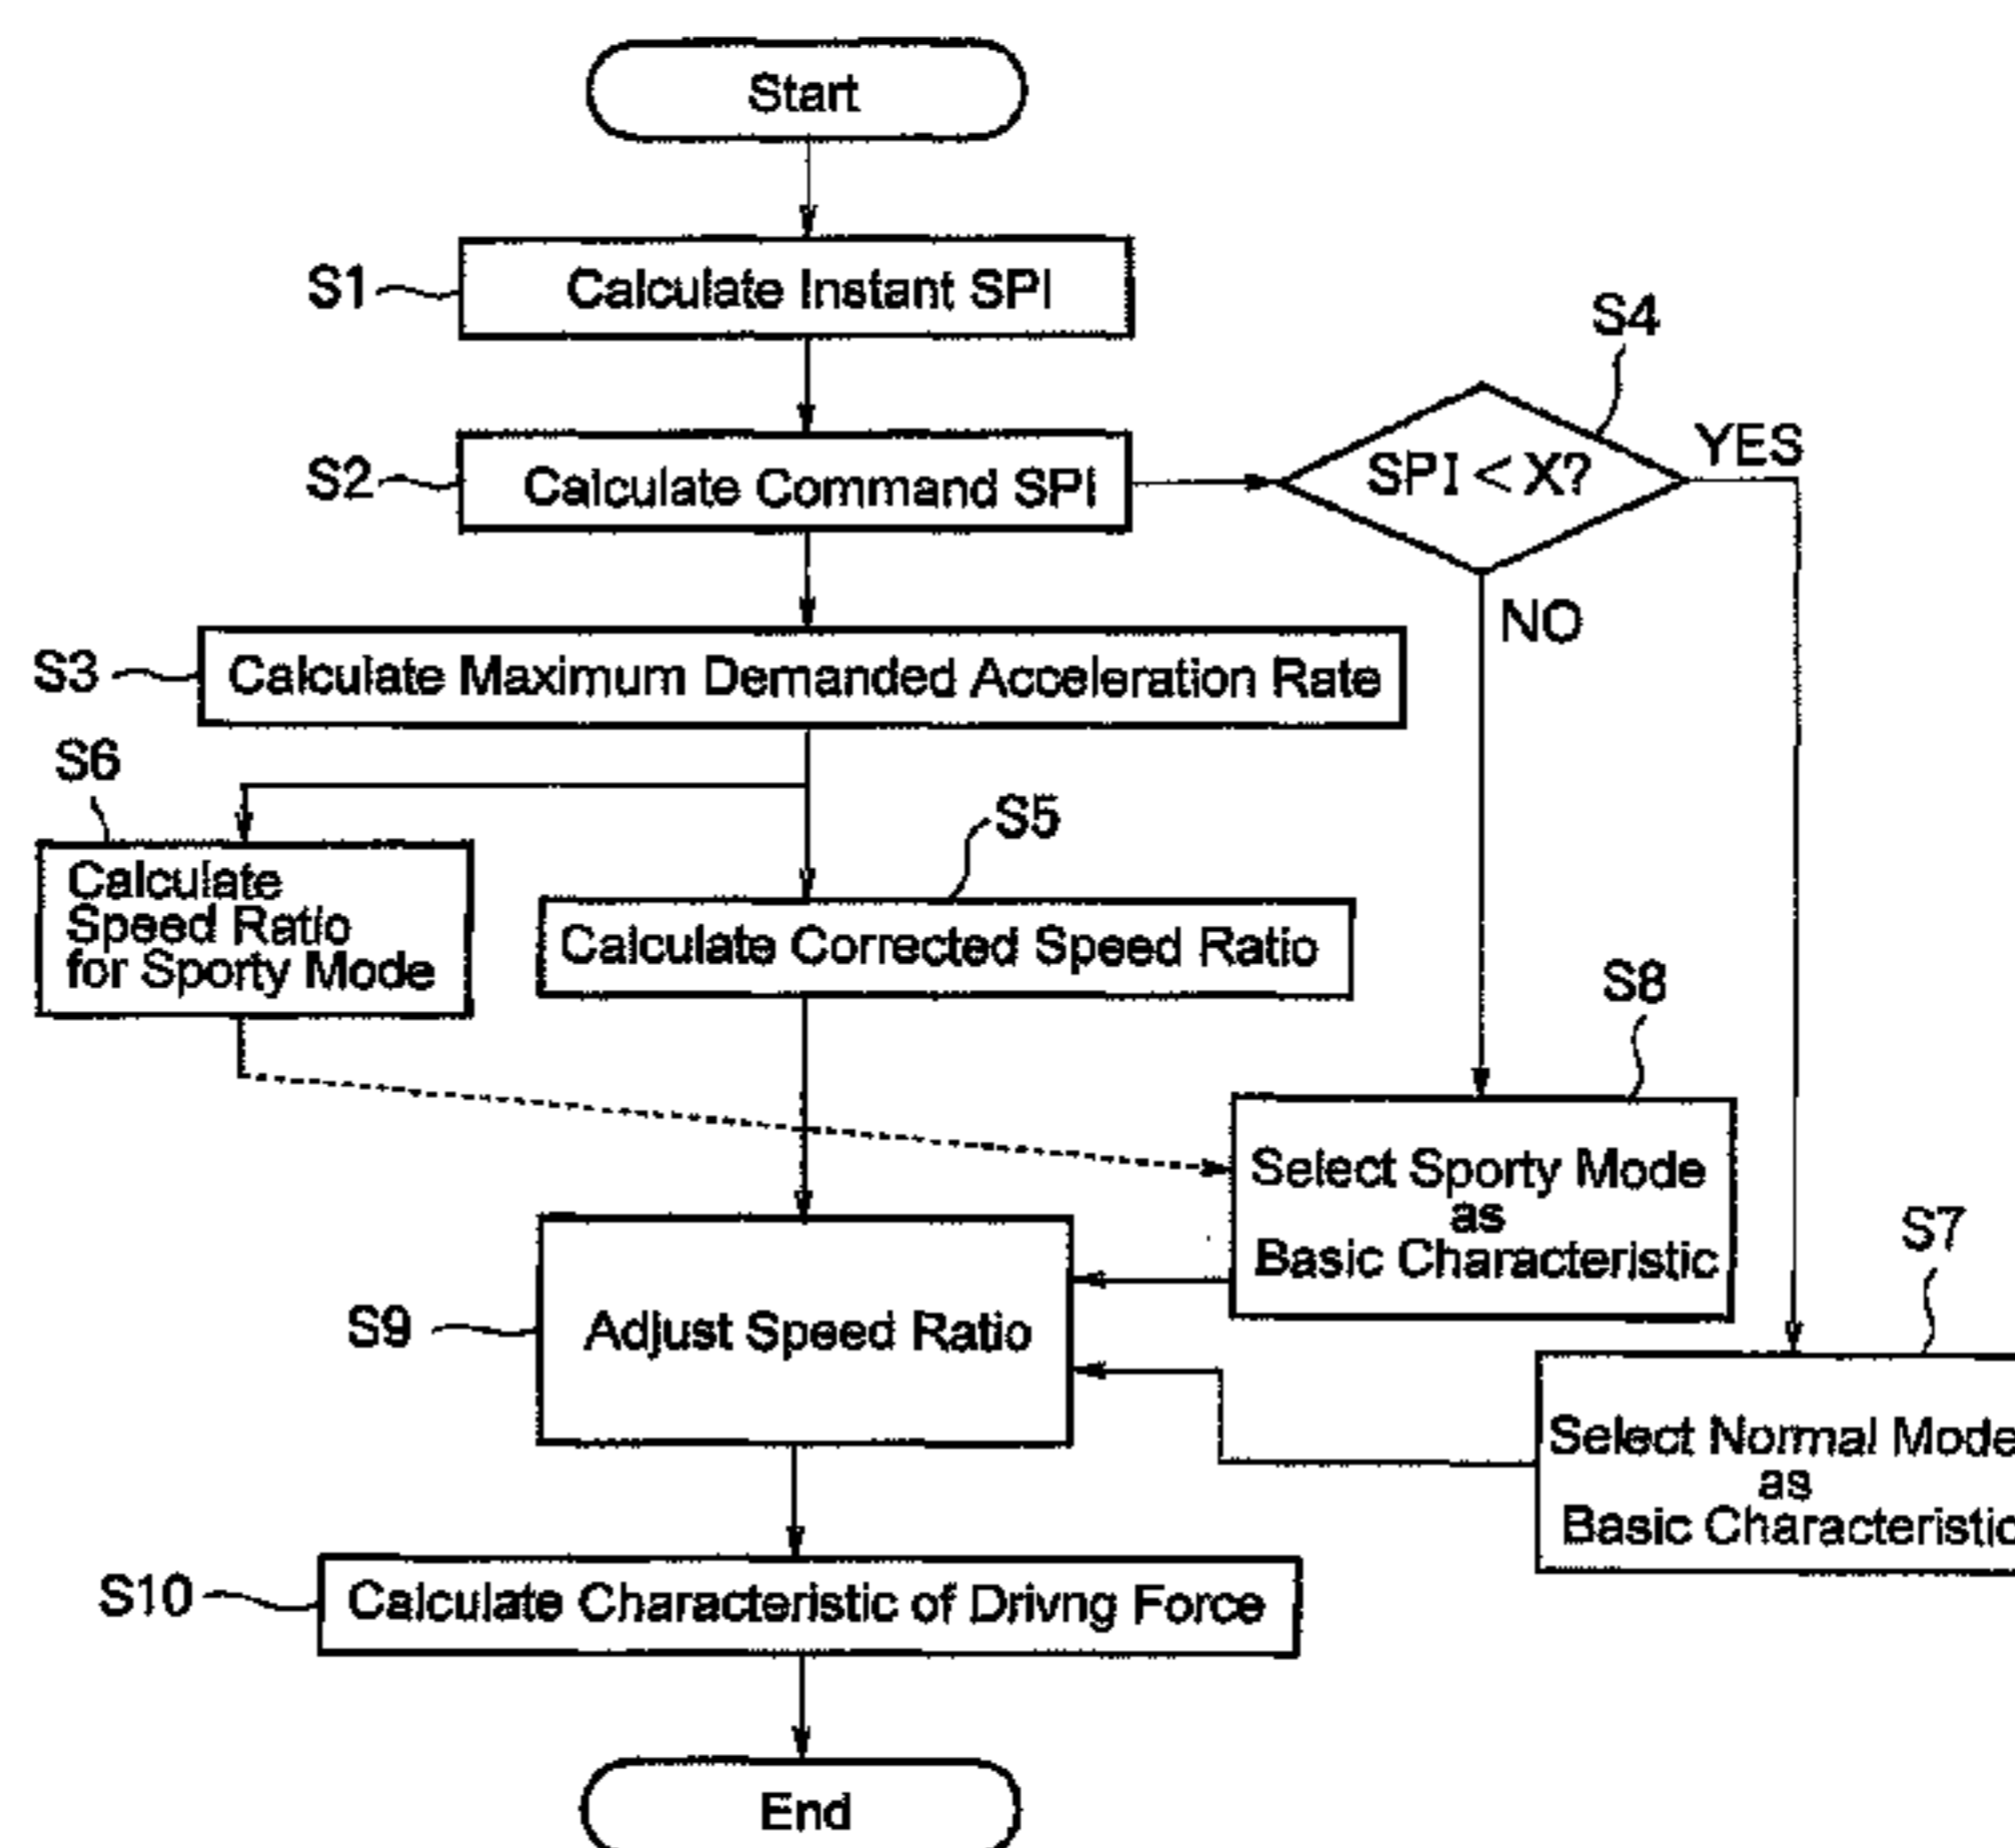 Start
S1
Calculate Instant SPI
S4
S2
Calculate Command SPI
SPI < X?
YES
NO
S3
Calculate Maximum Demanded Acceleration Rate
S6
S5
Calculate
Speed Ratio
for Sporty Mode
Calculate Corrected Speed Ratio
S8
Select Sporty Mode
as
Basic Characteristic
S7
S9
Adjust Speed Ratio
Select Normal Mode
as
Basic Characteristic
S10
Calculate Characteristic of Drivng Force
End